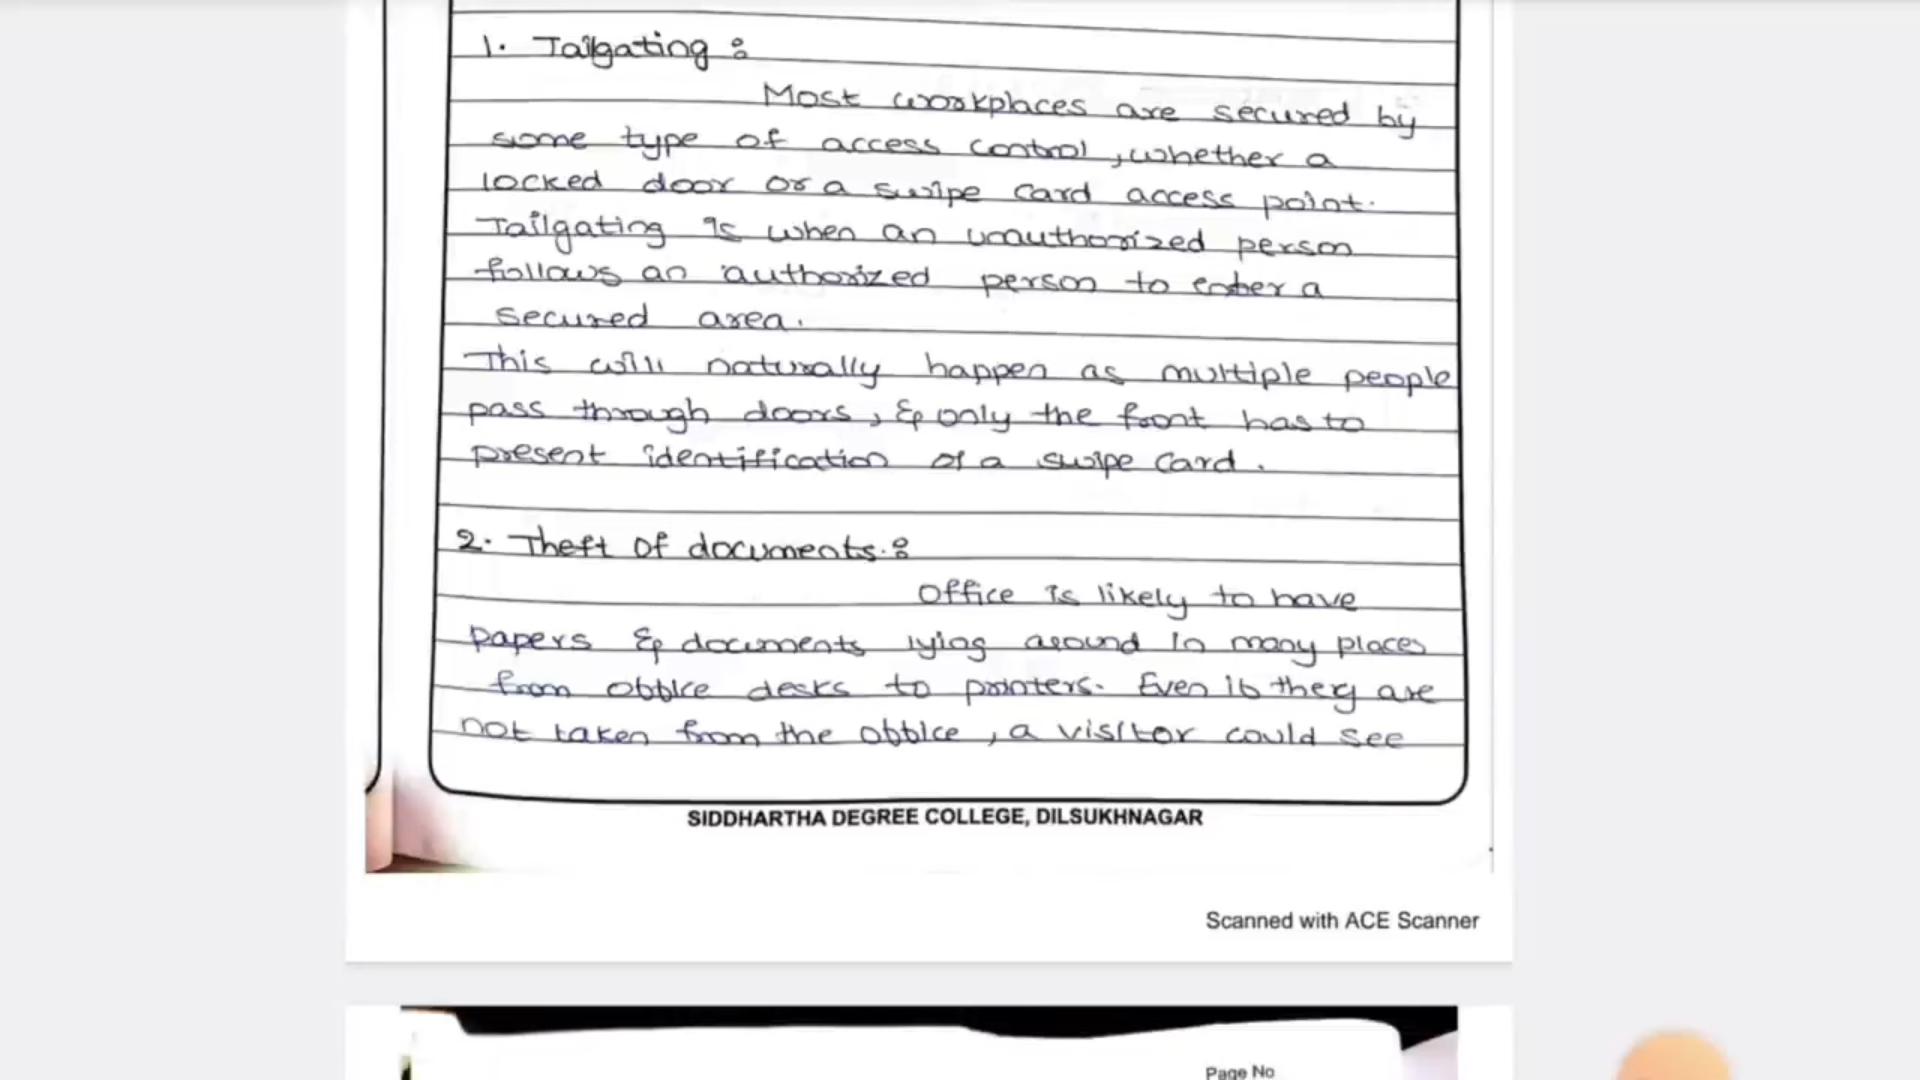 1. Tailgating :
Most workplaces are secured by
some type of access control, whether a
locked door or a swipe card access point.
Tailgating is when an unauthorized person
follows an authorized person to enter a
secured area.
This will naturally happen as multiple people
pass through doors, & only the front has to
present identification of a swipe card.
2. Theft of documents. :
Office is likely to have
papers & documents lying around in many places
from office desks to printers. Even if they are
not taken from the office, a visitor could see
SIDDHARTHA DEGREE COLLEGE, DILSUKHNAGAR
Scanned with ACE Scanner
Page No